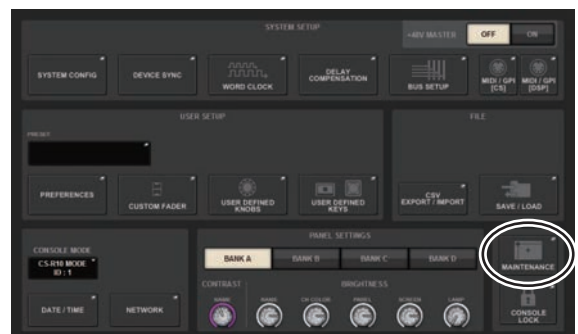 SYSTEM SETUP
+48V MASTER
OFF
ON
SYSTEM CONFIG
DEVICE SYNC
WORD CLOCK
DELAY
COMPENSATION
BUS SETUP
MIDI / GPI
[CS]
MIDI / GPI
[DSP]
USER SETUP
FILE
PRESET
PREFERENCES
CUSTOM FADER
USER DEFINED
KNOBS
USER DEFINED
KEYS
CSV
EXPORT / IMPORT
SAVE / LOAD
CONSOLE MODE
CS-R10 MODE
ID : 1
DATE / TIME
NETWORK
PANEL SETTINGS
BANK A
BANK B
BANK C
BANK D
CONTRAST
BRIGHTNESS
NAME
NAME
CH COLOR
PANEL
SCREEN
LAMP
MAINTENANCE
CONSOLE
LOCK